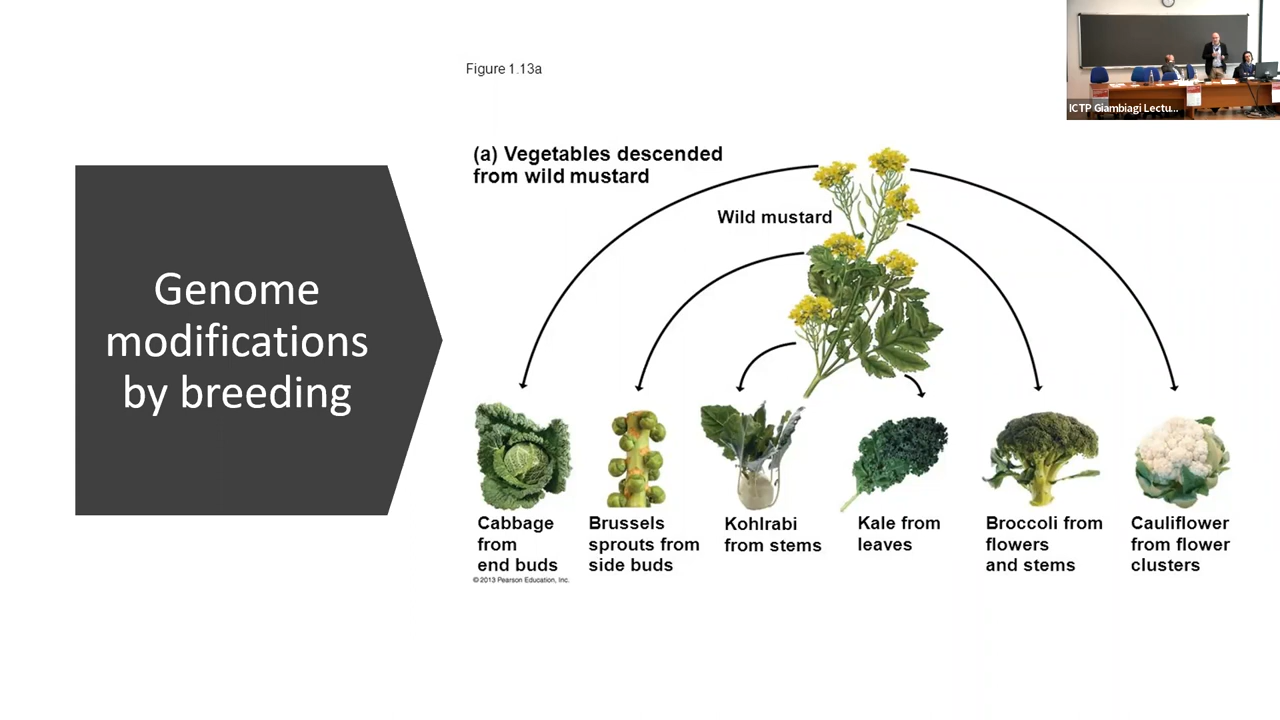 Figure 1.13a
ICTP Giambiagi Lectu...
(a) Vegetables descended
from wild mustard
Wild mustard
Genome
modifications
by breeding
Cabbage
from
end buds
Brussels
sprouts from
side buds
Kohlrabi
from stems
Kale from
leaves
Broccoli from
flowers
and stems
Cauliflower
from flower
clusters
© 2013 Pearson Education, Inc.